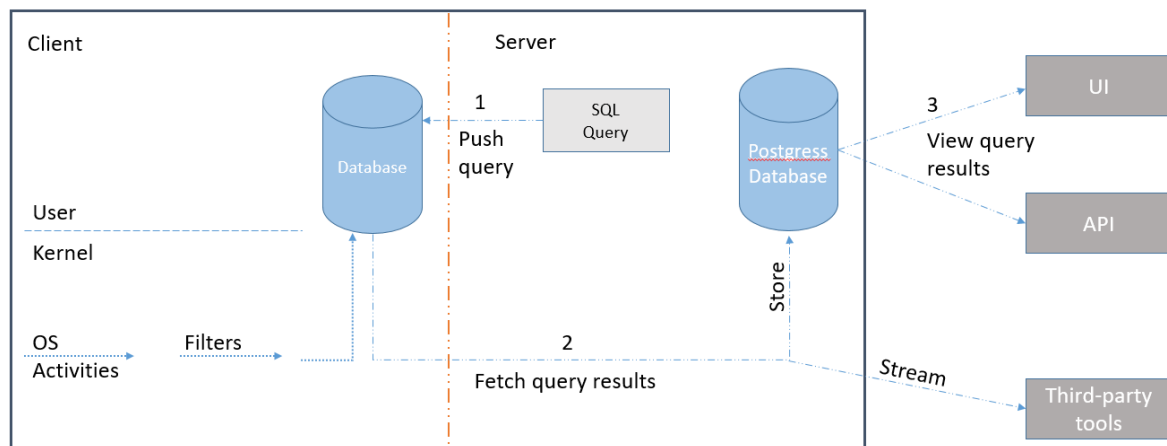 Client
Server
UI
1
SQL
Query
3
Push
query
View query
results
Database
Postgress
Database
User
Kernel
API
Store
OS
Activities
Filters
2
Fetch query results
Stream
Third-party
tools